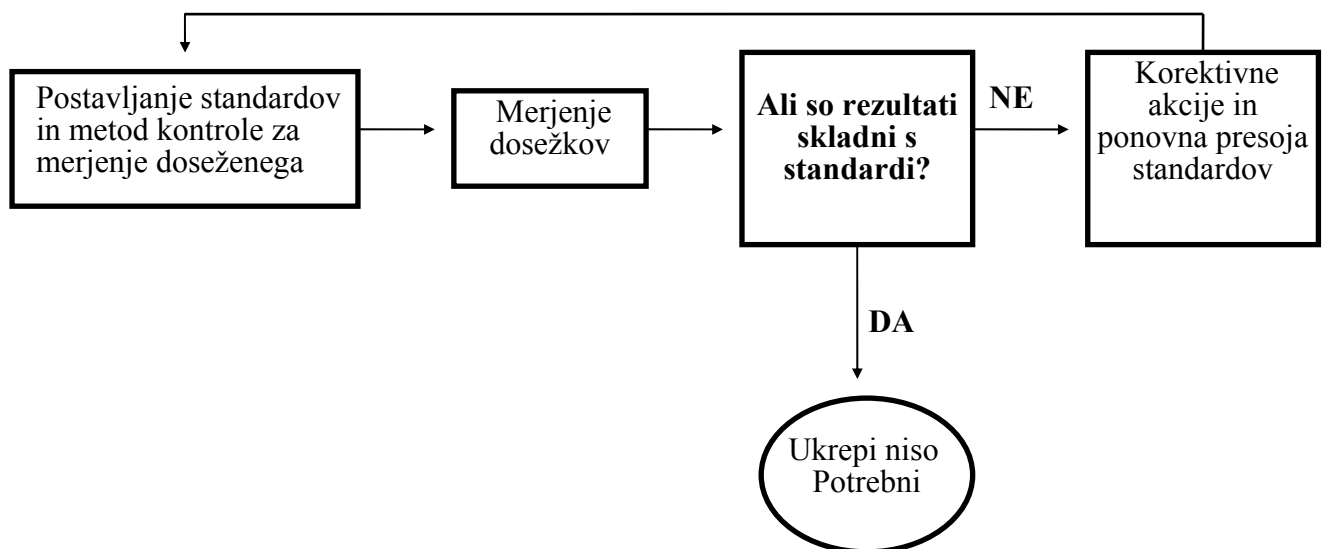 Postavljanje standardov
in metod kontrole za
merjenje doseženega
Merjenje
dosežkov
Ali so rezultati
skladni s
standardi?
NE
Korektivne
akcije in
ponovna presoja
standardov
DA
Ukrepi niso
Potrebni